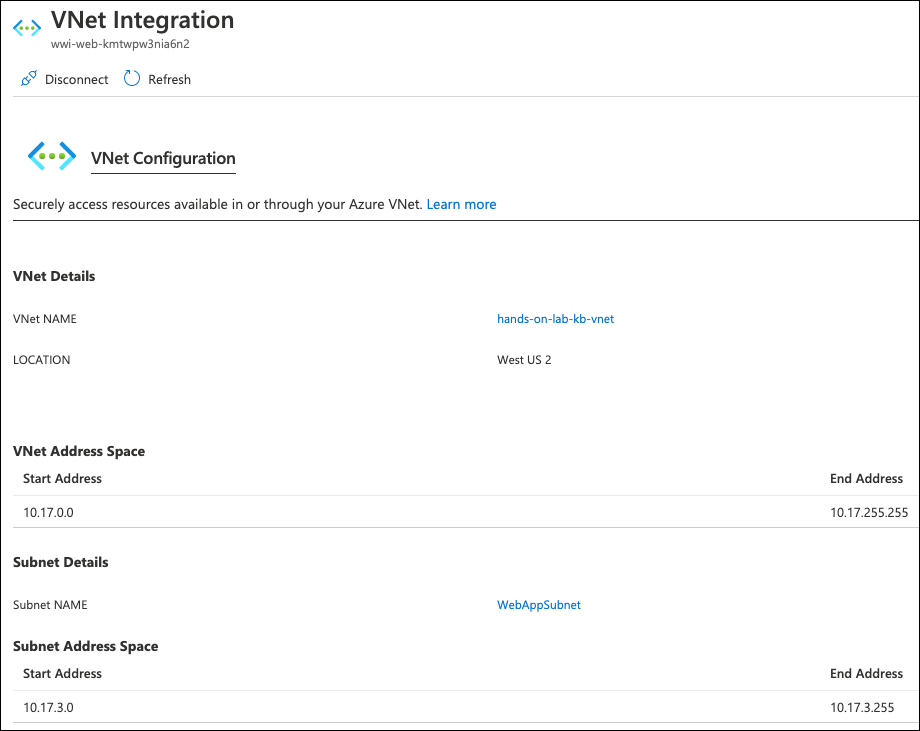 VNet Integration
wwi-web-kmtwpw3nia6n2
Disconnect Refresh
VNet Configuration
Securely access resources available in or through your Azure VNet. Learn more
VNet Details
VNet NAME hands-on-lab-kb-vnet
LOCATION West US 2
VNet Address Space
Start Address End Address
10.17.0.0 10.17.255.255
Subnet Details
Subnet NAME WebAppSubnet
Subnet Address Space
Start Address End Address
10.17.3.0 10.17.3.255